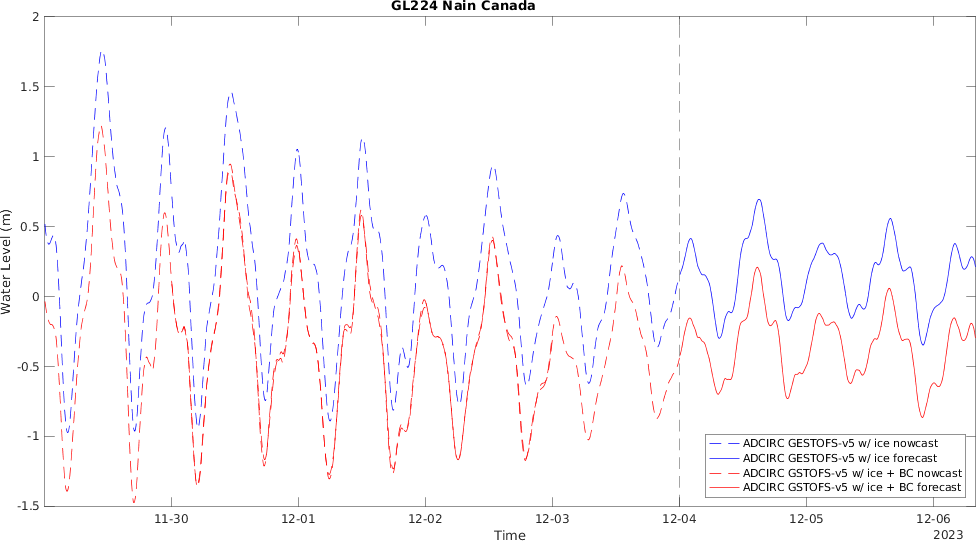 GL224 Nain Canada
2
1.5
1
0.5
0
-0.5
-1
-1.5
Water Level (m)
ADCIRC GESTOFS-v5 w/ ice nowcast
ADCIRC GESTOFS-v5 w/ ice forecast
ADCIRC GSTOFS-v5 w/ ice + BC nowcast
ADCIRC GSTOFS-v5 w/ ice + BC forecast
11-30 12-01 12-02 12-03 12-04 12-05 12-06
Time
2023